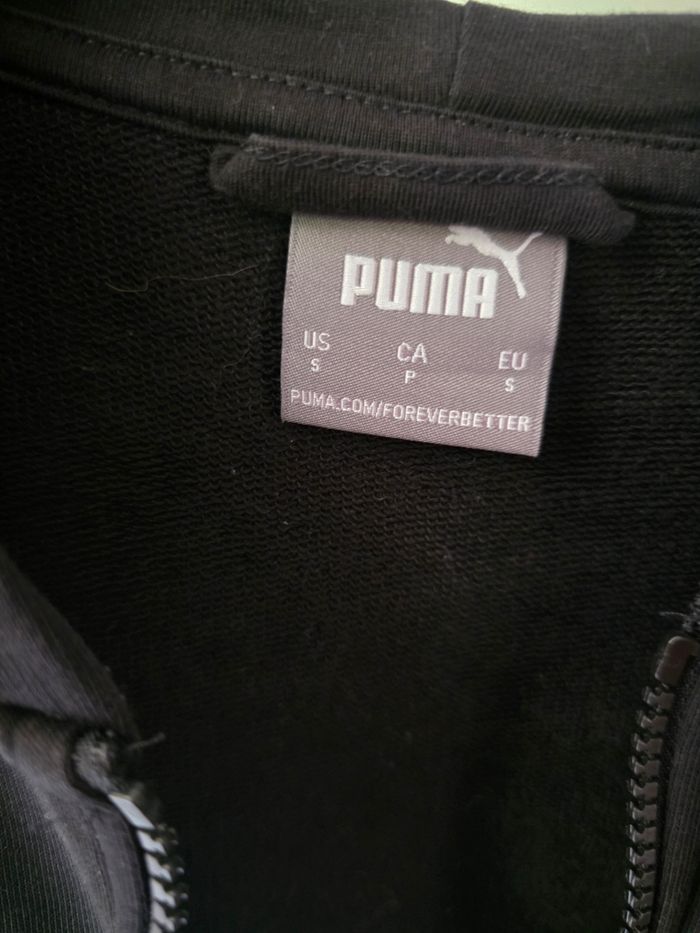 PUMA
US CA EU
S P S
PUMA.COM/FOREVERBETTER